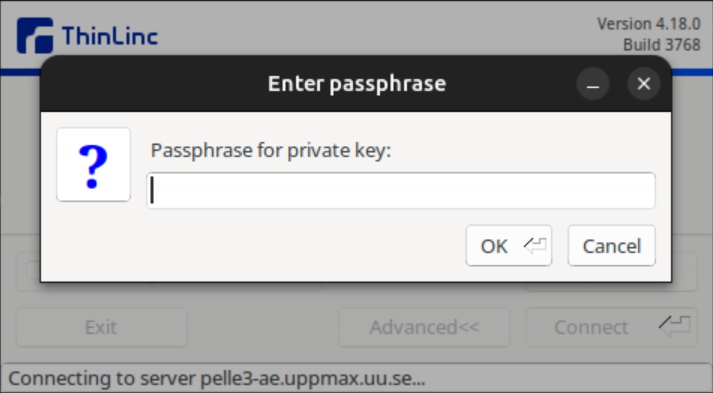 ThinLinc
Version 4.18.0
Build 3768
Enter passphrase
?
Passphrase for private key:
OK
Cancel
Exit
Advanced<<
Connect
Connecting to server pelle3-ae.uppmax.uu.se...